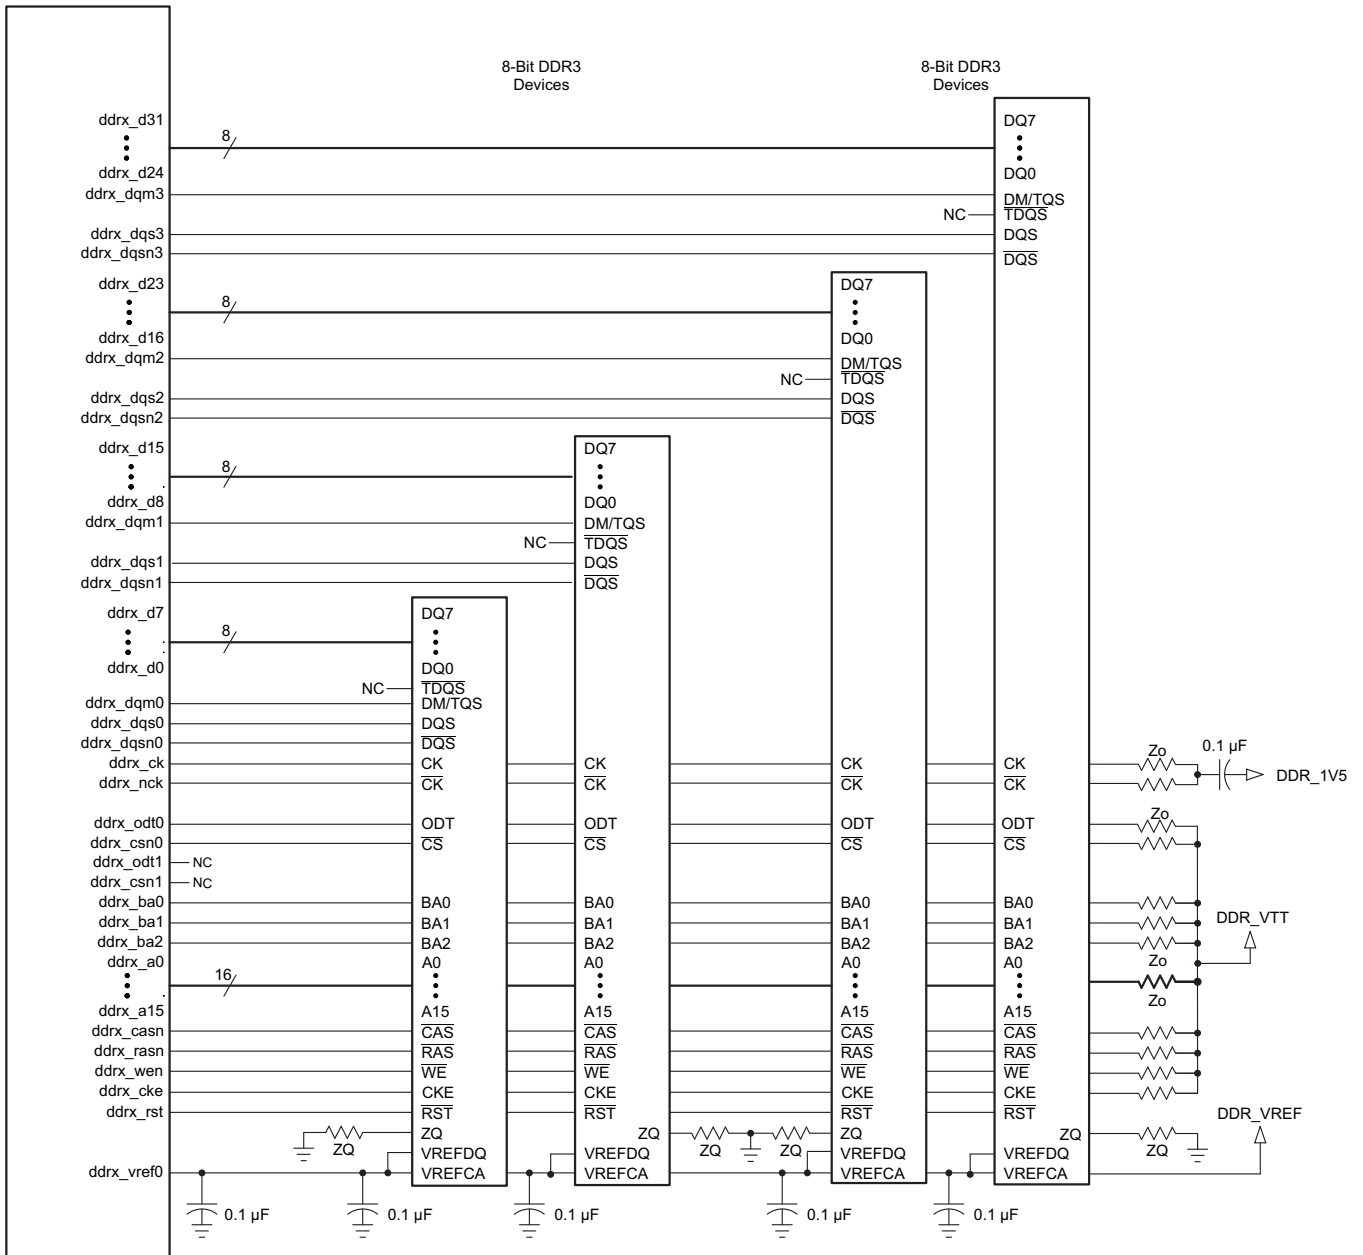 8-Bit DDR3
Devices
8-Bit DDR3
Devices
ddrx_d31
8
DQ7
ddrx_d24
DQ0
ddrx_dqm3
DM/TQS
NC
TDQS
ddrx_dqs3
DQS
ddrx_dqsn3
DQS
ddrx_d23
8
DQ7
ddrx_d16
DQ0
ddrx_dqm2
DM/TQS
NC
TDQS
ddrx_dqs2
DQS
ddrx_dqsn2
DQS
ddrx_d15
8
DQ7
ddrx_d8
DQ0
ddrx_dqm1
DM/TQS
NC
TDQS
ddrx_dqs1
DQS
ddrx_dqsn1
DQS
ddrx_d7
8
DQ7
ddrx_d0
DQ0
NC
TDQS
ddrx_dqm0
DM/TQS
ddrx_dqs0
DQS
ddrx_dqsn0
DQS
ddrx_ck
CK
CK
CK
CK
Zo
0.1 µF
DDR_1V5
ddrx_nck
CK
CK
CK
CK
ddrx_odt0
ODT
ODT
ODT
ODT
Zo
ddrx_csn0
CS
CS
CS
CS
ddrx_odt1
NC
ddrx_csn1
NC
ddrx_ba0
BA0
BA0
BA0
BA0
ddrx_ba1
BA1
BA1
BA1
BA1
DDR_VTT
ddrx_ba2
BA2
BA2
BA2
BA2
ddrx_a0
A0
A0
A0
A0
Zo
16
ddrx_a15
A15
A15
A15
A15
Zo
ddrx_casn
CAS
CAS
CAS
CAS
ddrx_rasn
RAS
RAS
RAS
RAS
ddrx_wen
WE
WE
WE
WE
ddrx_cke
CKE
CKE
CKE
CKE
ddrx_rst
RST
RST
RST
RST
DDR_VREF
ZQ
ZQ
ZQ
ZQ
ZQ
ZQ
ZQ
ZQ
VREFDQ
VREFDQ
VREFDQ
VREFDQ
ddrx_vref0
VREFCA
VREFCA
VREFCA
VREFCA
0.1 µF
0.1 µF
0.1 µF
0.1 µF
0.1 µF